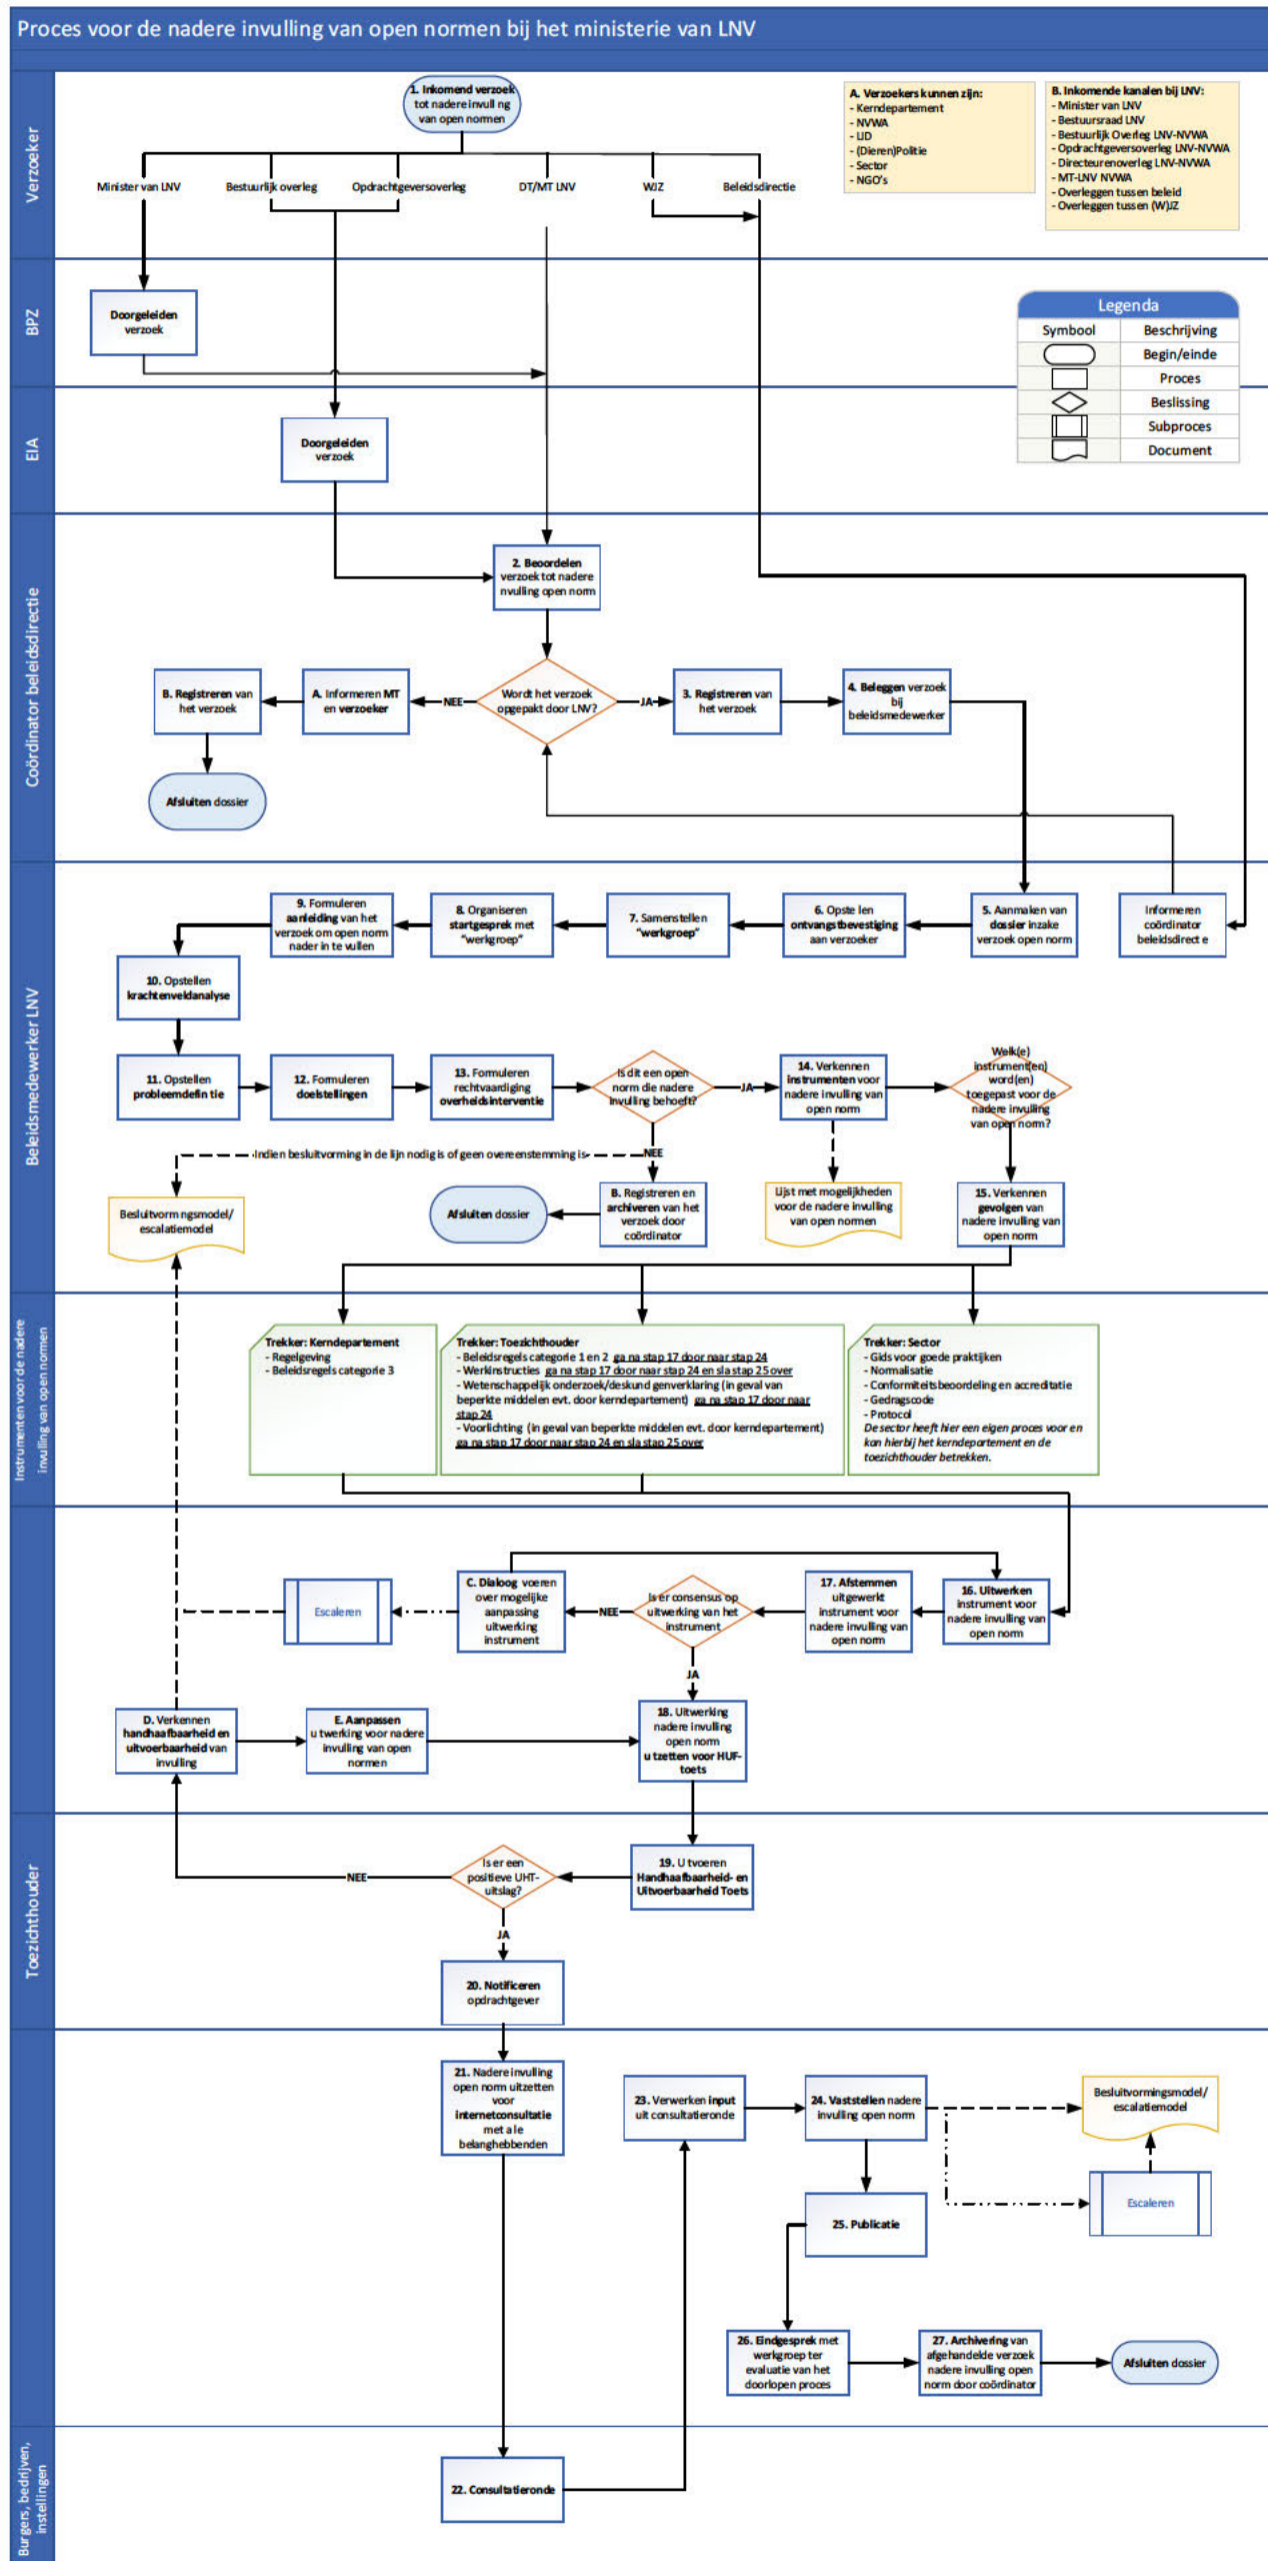 Proces voor de nadere invulling van open normen bij het ministerie van LNV
Verzoeker
1. Inkomend verzoek
tot nadere invull ng
van open normen
Minister van LNV
Bestuurlijk overleg
Opdrachtgeversoverleg
DT/MT LNV
WJZ
Beleidsdirectie
A. Verzoekers kunnen zijn:
- Kerndepartement
- NVWA
- LID
- (Dieren)Politie
- Sector
- NGO's
B. Inkomende kanalen bij LNV:
- Minister van LNV
- Bestuursraad LNV
- Bestuurlijk Overleg LNV-NVWA
- Opdrachtgeversoverleg LNV-NVWA
- Directeurenoverleg LNV-NVWA
- MT-LNV NVWA
- Overleggen tussen beleid
- Overleggen tussen (W)JZ
BPZ
Doorgeleiden
verzoek
Legenda
Symbool Beschrijving
Begin/einde
Proces
Beslissing
Subproces
Document
EIA
Doorgeleiden
verzoek
Coördinator beleidsdirectie
2. Beoordelen
verzoek tot nadere
nvulling open norm
B. Registreren van
het verzoek
A. Informeren MT
en verzoeker
NEE
Wordt het verzoek
opgepakt door LNV?
JA
3. Registreren van
het verzoek
4. Beleggen verzoek
bij
beleidsmedewerker
Afsluiten dossier
Beleidsmedewerker LNV
9. Formuleren
aanleiding van het
verzoek om open norm
nader in te vullen
8. Organiseren
startgesprek met
"werkgroep"
7. Samenstellen
"werkgroep"
6. Opste len
ontvangstbevestiging
aan verzoeker
5. Aanmaken van
dossier inzake
verzoek open norm
Informeren
coördinator
beleidsdirect e
10. Opstellen
krachtenveldanalyse
11. Opstellen
probleemdefin tie
12. Formuleren
doelstellingen
13. Formuleren
rechtvaardiging
overheidsinterventie
Is dit een open
norm die nadere
invulling behoeft?
JA
14. Verkennen
instrumenten voor
nadere invulling van
open norm
Welk(e)
instrument(en)
word(en)
toegepast voor de
nadere invulling
van open norm?
Indien besluitvorming in de lijn nodig is of geen overeenstemming is
NEE
Besluitvormingsmodel/
escalatiemodel
Afsluiten dossier
B. Registreren en
archiveren van het
verzoek door
coördinator
Lijst met mogelijkheden
voor de nadere invulling
van open normen
15. Verkennen
gevolgen van
nadere invulling van
open norm
Instrumenten voor de nadere
invulling van open normen
Trekker: Kerndepartement
- Regelgeving
- Beleidsregels categorie 3
Trekker: Toezichthouder
- Beleidsregels categorie 1 en 2 ga na stap 17 door naar stap 24
- Werkinstructies ga na stap 17 door naar stap 24 en sla stap 25 over
- Wetenschappelijk onderzoek/deskund genverklaring (in geval van
beperkte middelen evt. door kerndepartement) ga na stap 17 door naar
stap 24
- Voorlichting (in geval van beperkte middelen evt. door kerndepartement)
ga na stap 17 door naar stap 24 en sla stap 25 over
Trekker: Sector
- Gids voor goede praktijken
- Normalisatie
- Conformiteitsbeoordeling en accreditatie
- Gedragscode
- Protocol
De sector heeft hier een eigen proces voor en
kan hierbij het kerndepartement en de
toezichthouder betrekken.
Escaleren
C. Dialoog voeren
over mogelijke
aanpassing
uitwerking
instrument
NEE
Is er consensus op
uitwerking van het
instrument
17. Afstemmen
uitgewerkt
instrument voor
nadere invulling van
open norm
16. Uitwerken
instrument voor
nadere invulling van
open norm
JA
D. Verkennen
handhaafbaarheid en
uitvoerbaarheid van
invulling
E. Aanpassen
u twerking voor nadere
invulling van open
normen
18. Uitwerking
nadere invulling
open norm
u tzetten voor HUF-
toets
Toezichthouder
NEE
Is er een
positieve UHT-
uitslag?
19. U tvoeren
Handhaafbaarheid- en
Uitvoerbaarheid Toets
JA
20. Notificeren
opdrachtgever
21. Nadere invulling
open norm uitzetten
voor
internetconsultatie
met a le
belanghebbenden
23. Verwerken input
uit consultatieronde
24. Vaststellen nadere
invulling open norm
Besluitvormingsmodel/
escalatiemodel
Escaleren
25. Publicatie
26. Eindgesprek met
werkgroep ter
evaluatie van het
doorlopen proces
27. Archivering van
afgehandelde verzoek
nadere invulling open
norm door coördinator
Afsluiten dossier
Burgers, bedrijven,
instellingen
22. Consultatieronde